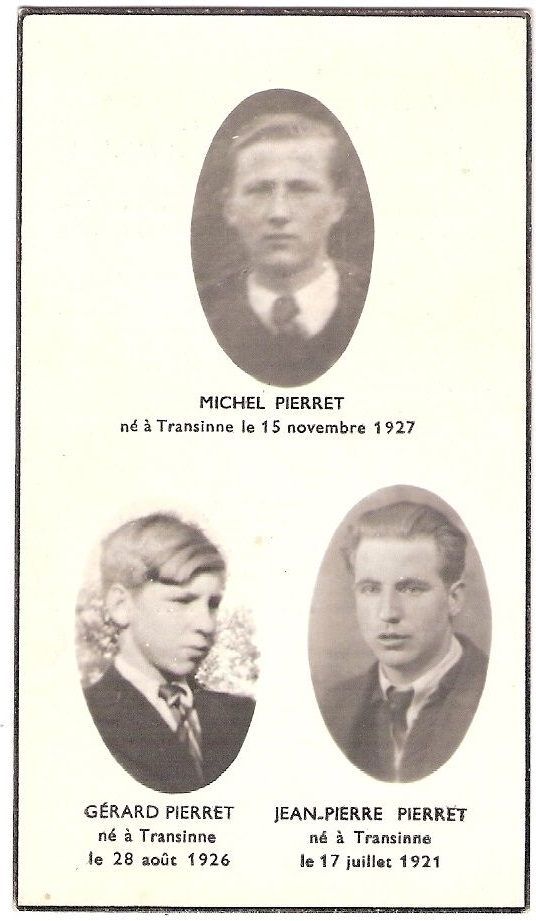 MICHEL PIERRET
né à Transinne le 15 novembre 1927
GÉRARD PIERRET
né à Transinne
le 28 août 1926
JEAN-PIERRE PIERRET
né à Transinne
le 17 juillet 1921